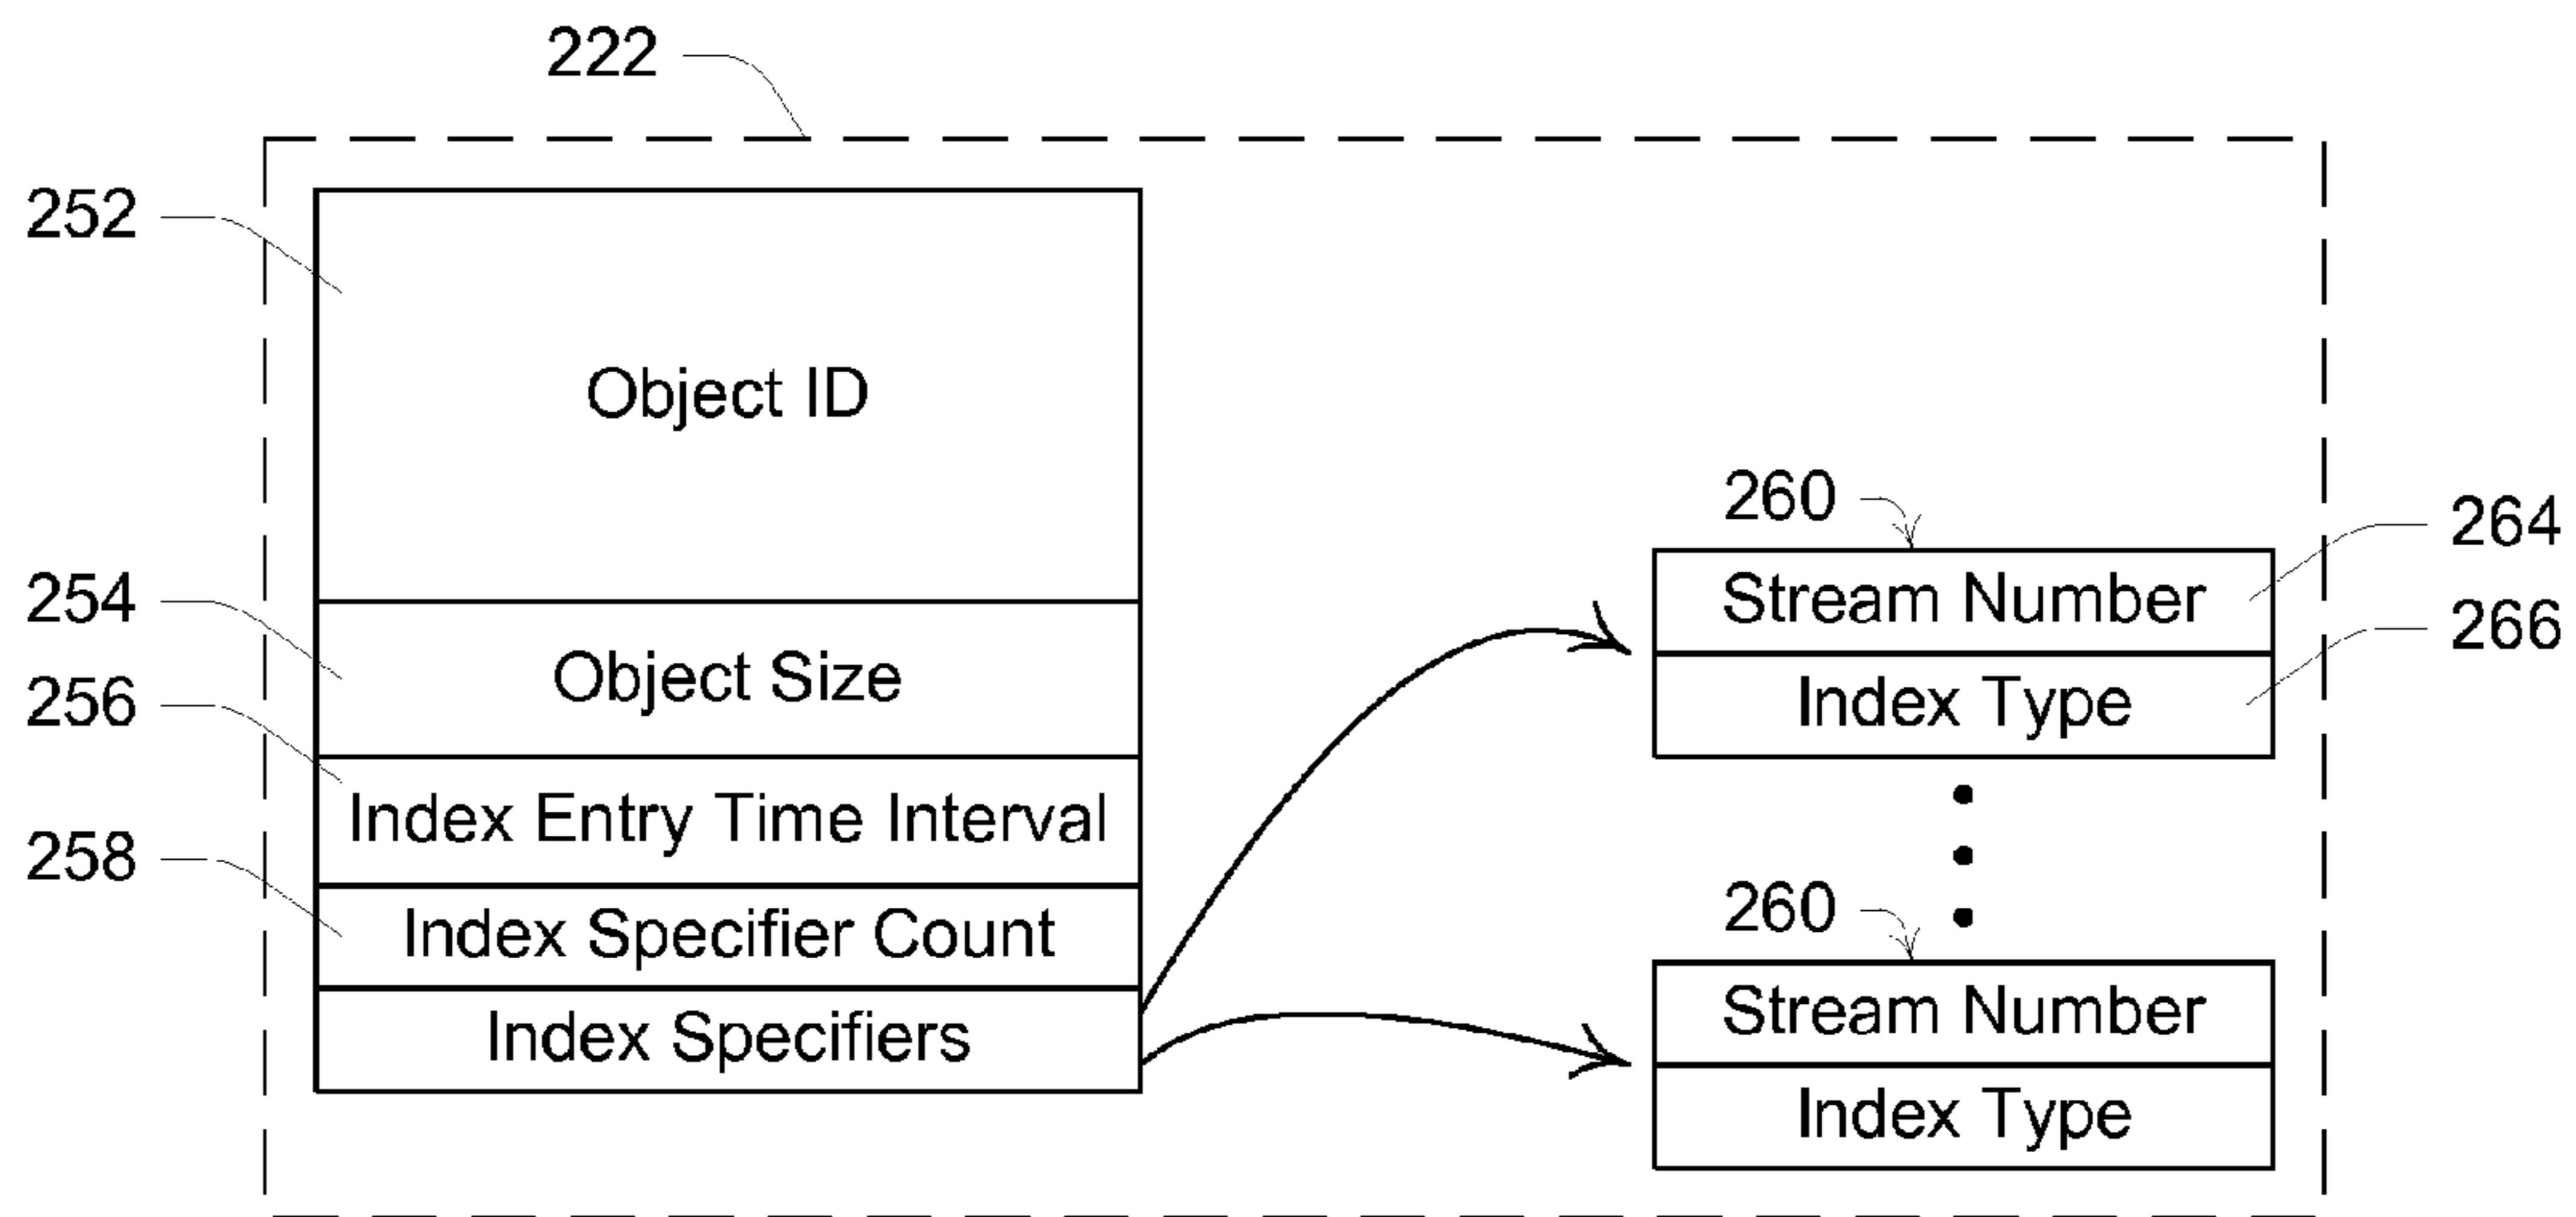 222
252
Object ID
260
264
Stream Number
254
266
Object Size
Index Type
256
Index Entry Time Interval
258
260
Index Specifier Count
Stream Number
Index Specifiers
Index Type